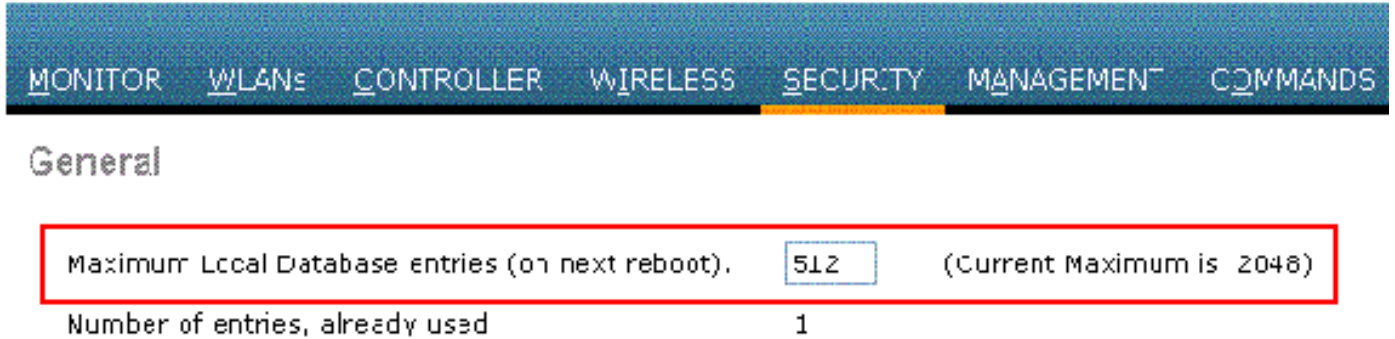 MONITOR WLANs CONTROLLER WIRELESS SECURITY MANAGEMENT COMMANDS
General
Maximum Local Database entries (on next reboot). 512 (Current Maximum is 2048)
Number of entries, already used 1